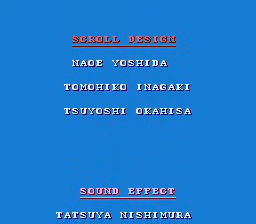 SCROLL DESIGN
NAOE YOSHIDA
TOMOHIKO INAGAKI
TSUYOSHI OKAHISA
SOUND EFFECT
TATSUYA NISHIMURA